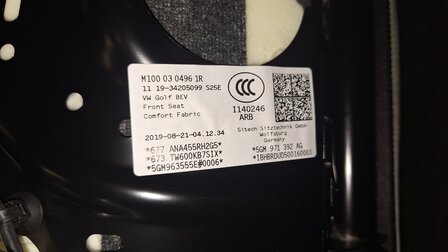 M100 03 0496 1R
11 19-34205099 S25E
VW Golf BEV
Front Seat
Comfort Fabric
CCC
I140246
ARB
2019-08-21-04.12.34
Sitech Sitztechnik GmbH
Wolfsburg
Germany
*677 ANA455RH2G5*
*673 TW600KB7SIX*
*5GM963555E#0006*
*5GM 971 392 AG
*1BHBRDUD500160003